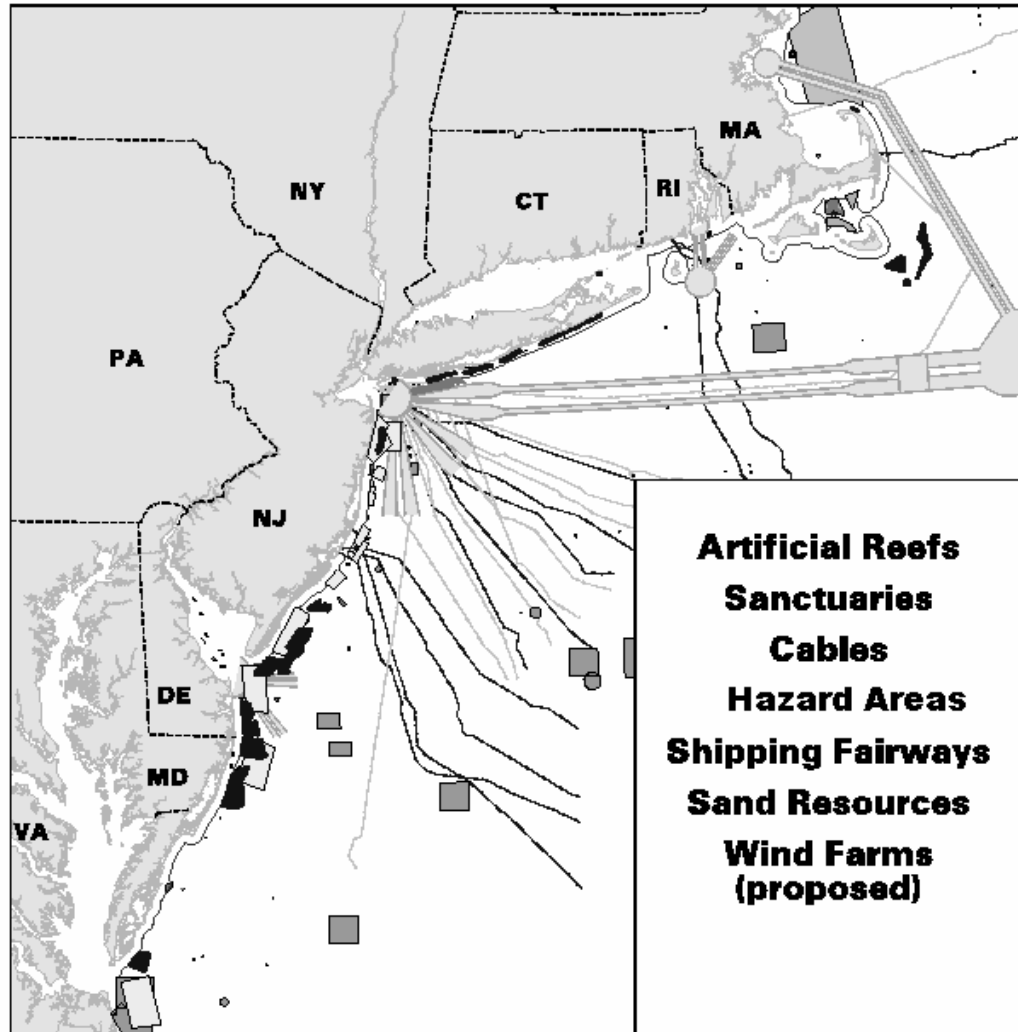 MA
NY
CT
RI
PA
NJ
DE
MD
VA
Artificial Reefs
Sanctuaries
Cables
Hazard Areas
Shipping Fairways
Sand Resources
Wind Farms
(proposed)